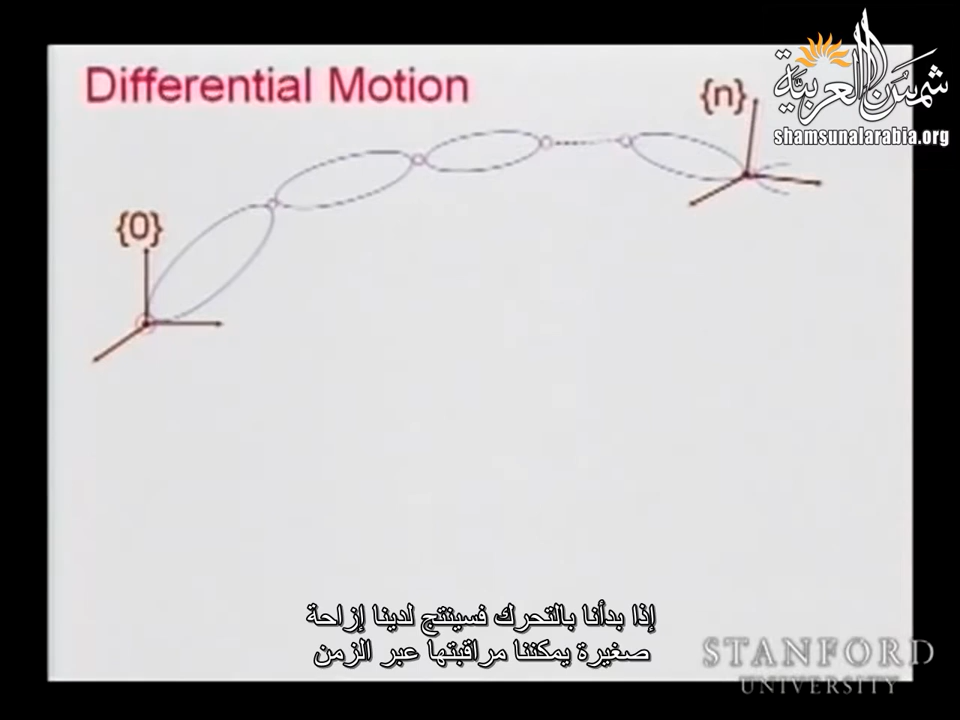 شمس العربية
shamsunalarabia.org
Differential Motion
{n}
{0}
إذا بدأنا بالتحرك فسينتج لدينا إزاحة
صغيرة يمكننا مراقبتها عبر الزمن
STANFORD
UNIVERSITY